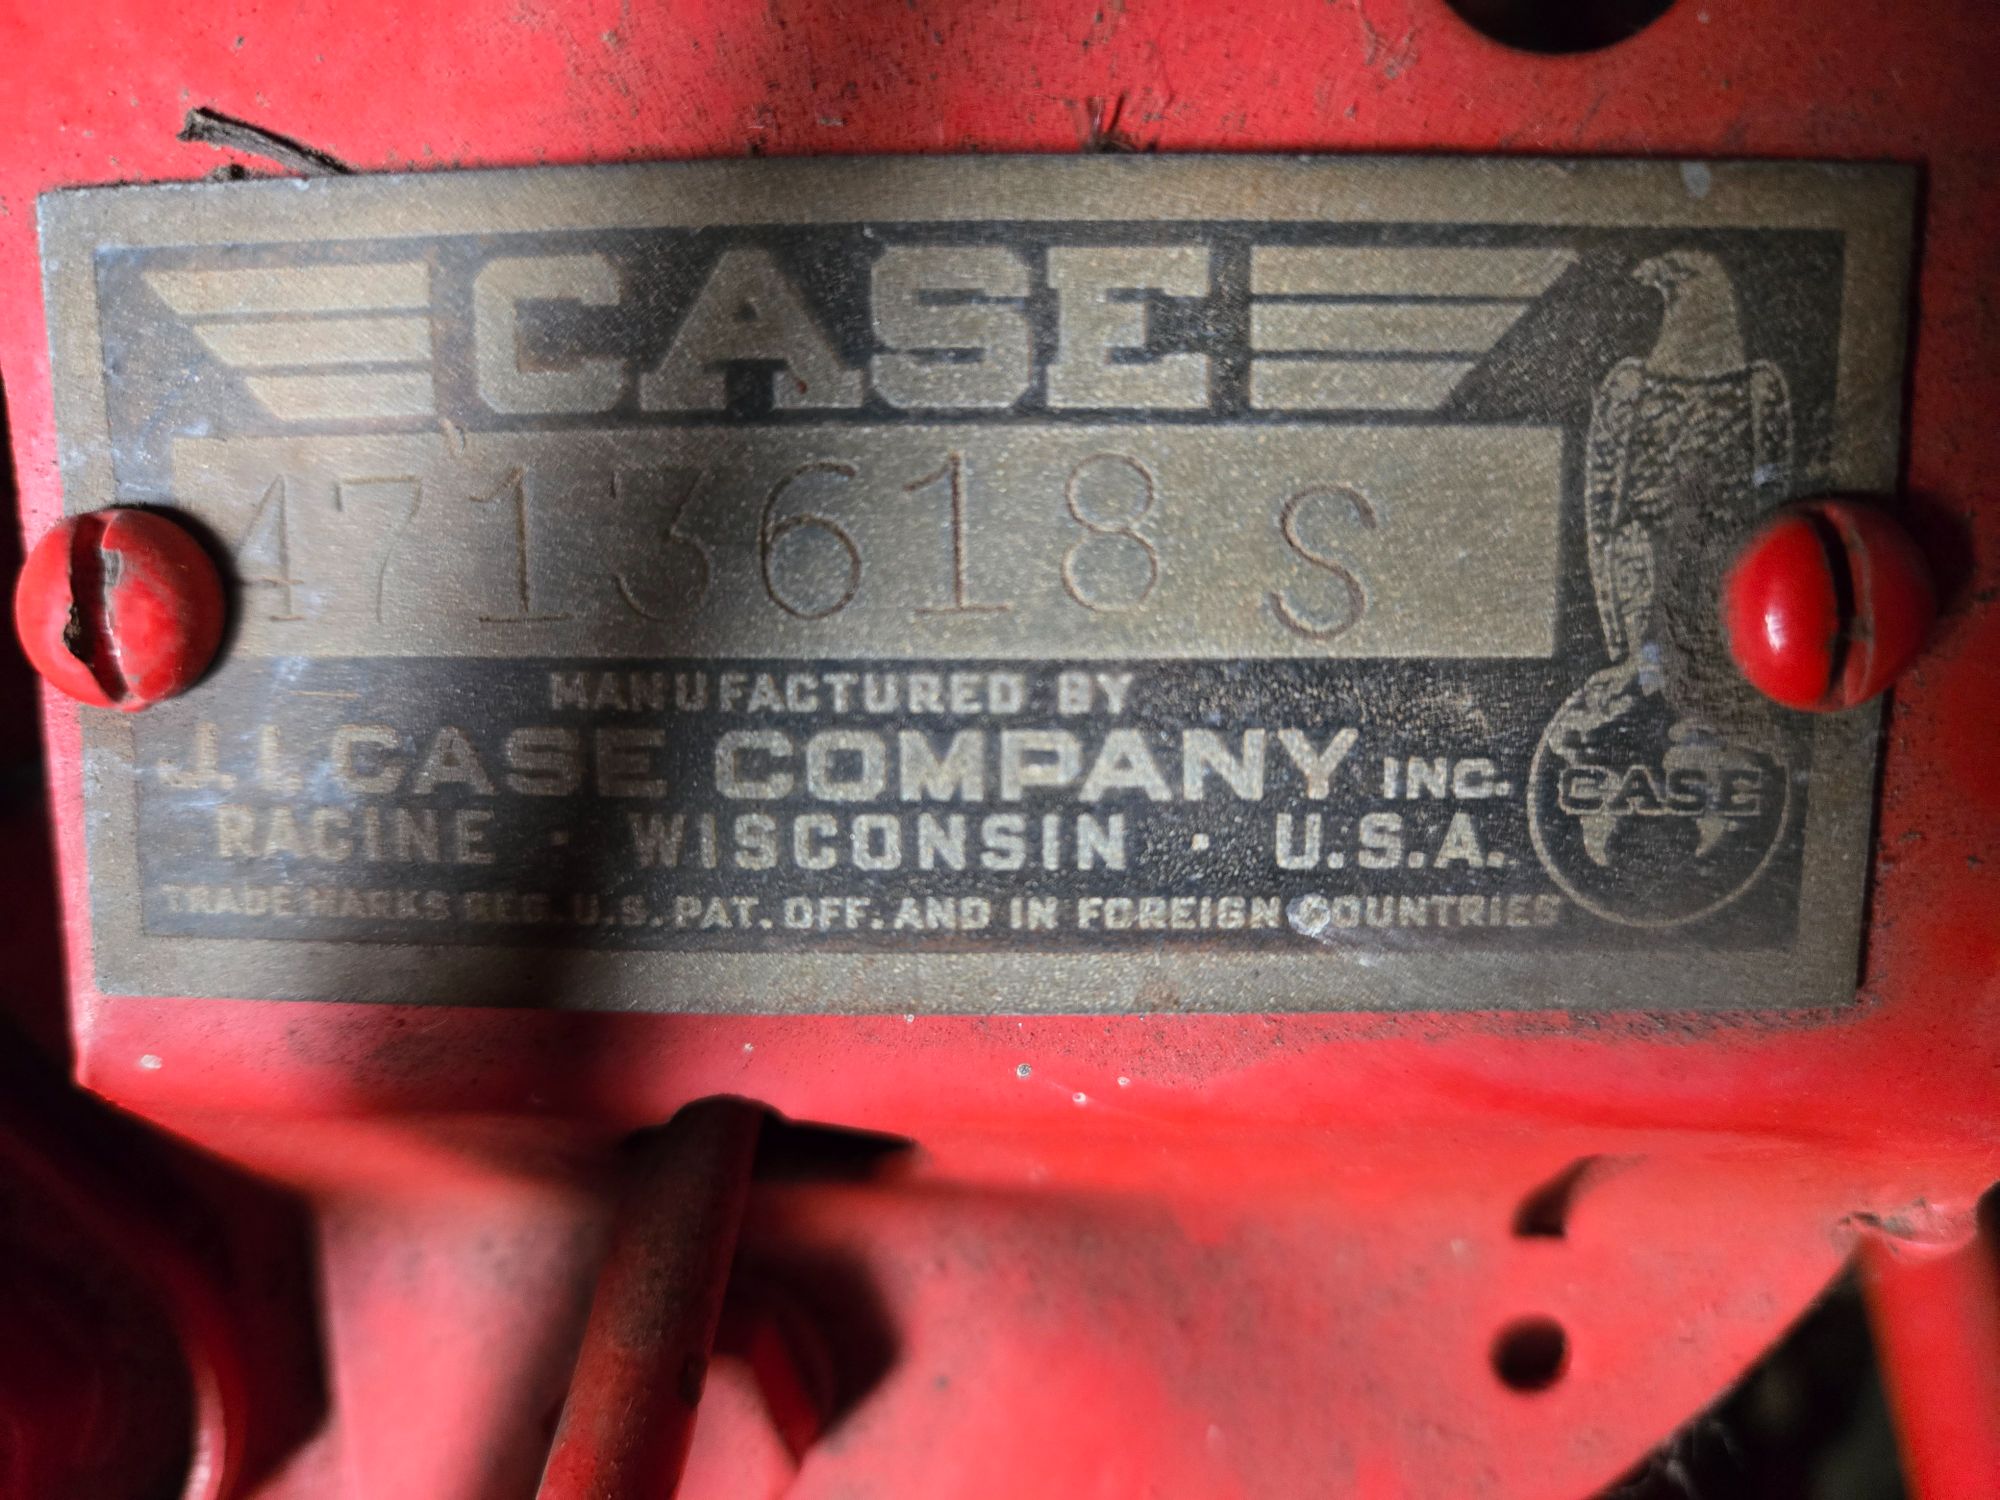 CASE
4713618 S
MANUFACTURED BY
J.I. CASE COMPANY INC.
RACINE · WISCONSIN · U.S.A.
TRADE MARKS REG. U.S. PAT. OFF. AND IN FOREIGN COUNTRIES
CASE